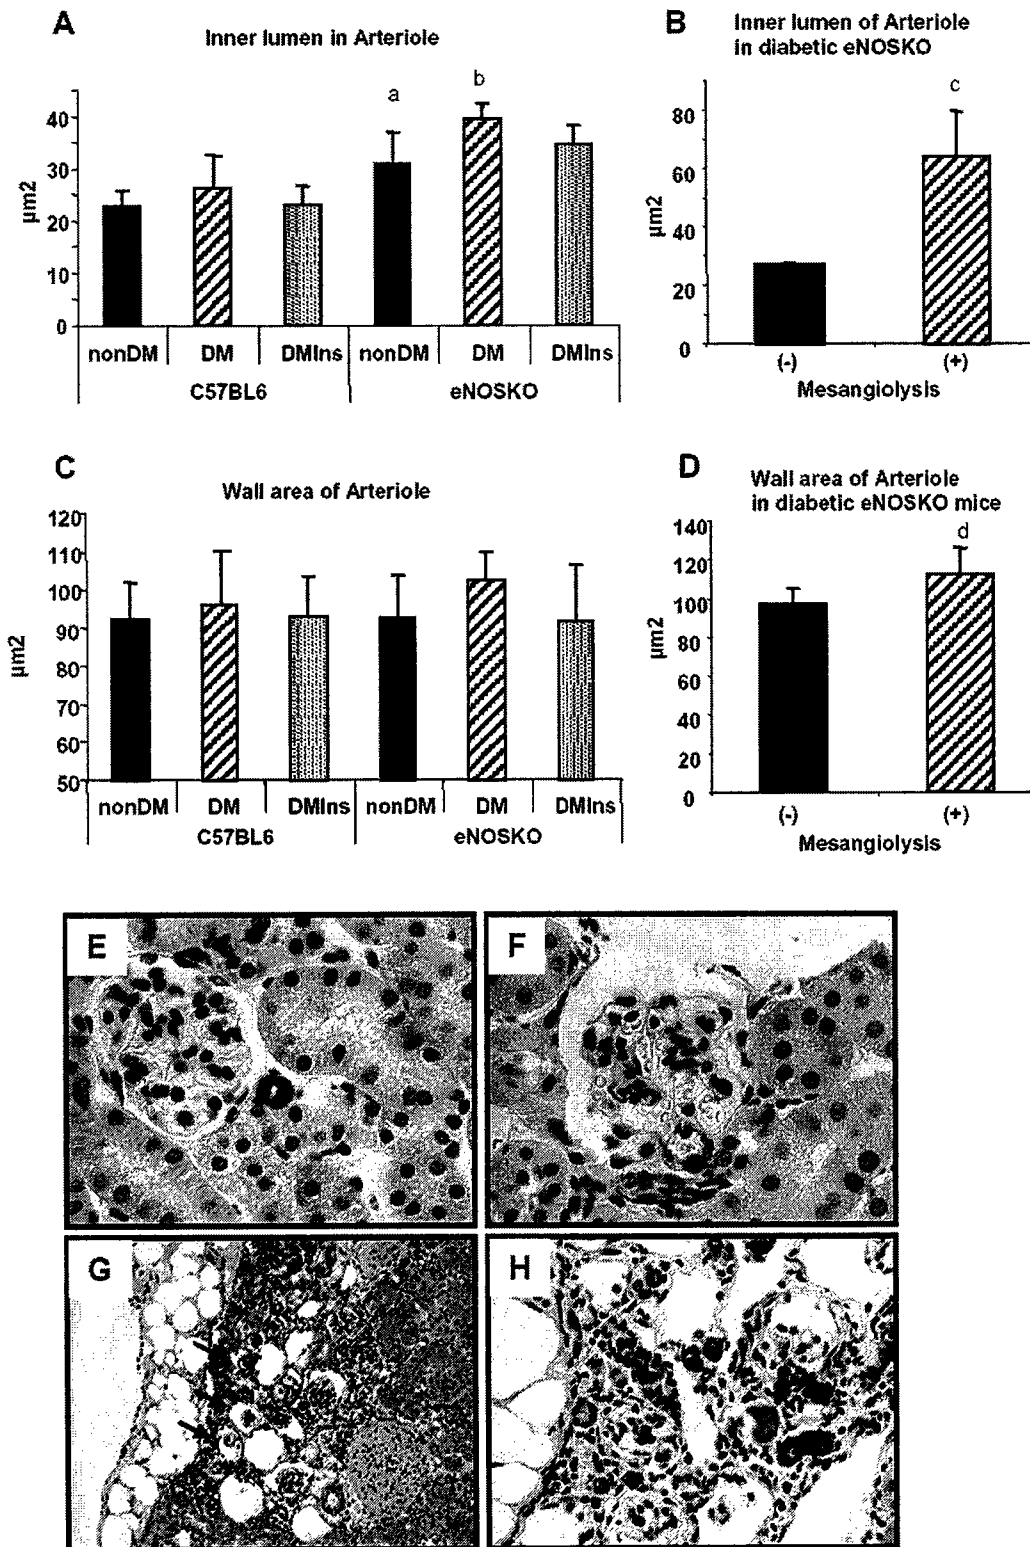 A
Inner lumen in Arteriole
µm2
40
30
20
10
0
a
b
nonDM DM DMIns nonDM DM DMIns
C57BL6 eNOSKO
B
Inner lumen of Arteriole
in diabetic eNOSKO
µm2
80
60
40
20
0
c
(-) (+)
Mesangiolysis
C
Wall area of Arteriole
µm2
120
110
100
90
80
70
60
50
nonDM DM DMIns nonDM DM DMIns
C57BL6 eNOSKO
D
Wall area of Arteriole
in diabetic eNOSKO mice
µm2
140
120
100
80
60
40
20
0
d
(-) (+)
Mesangiolysis
E
F
G
H